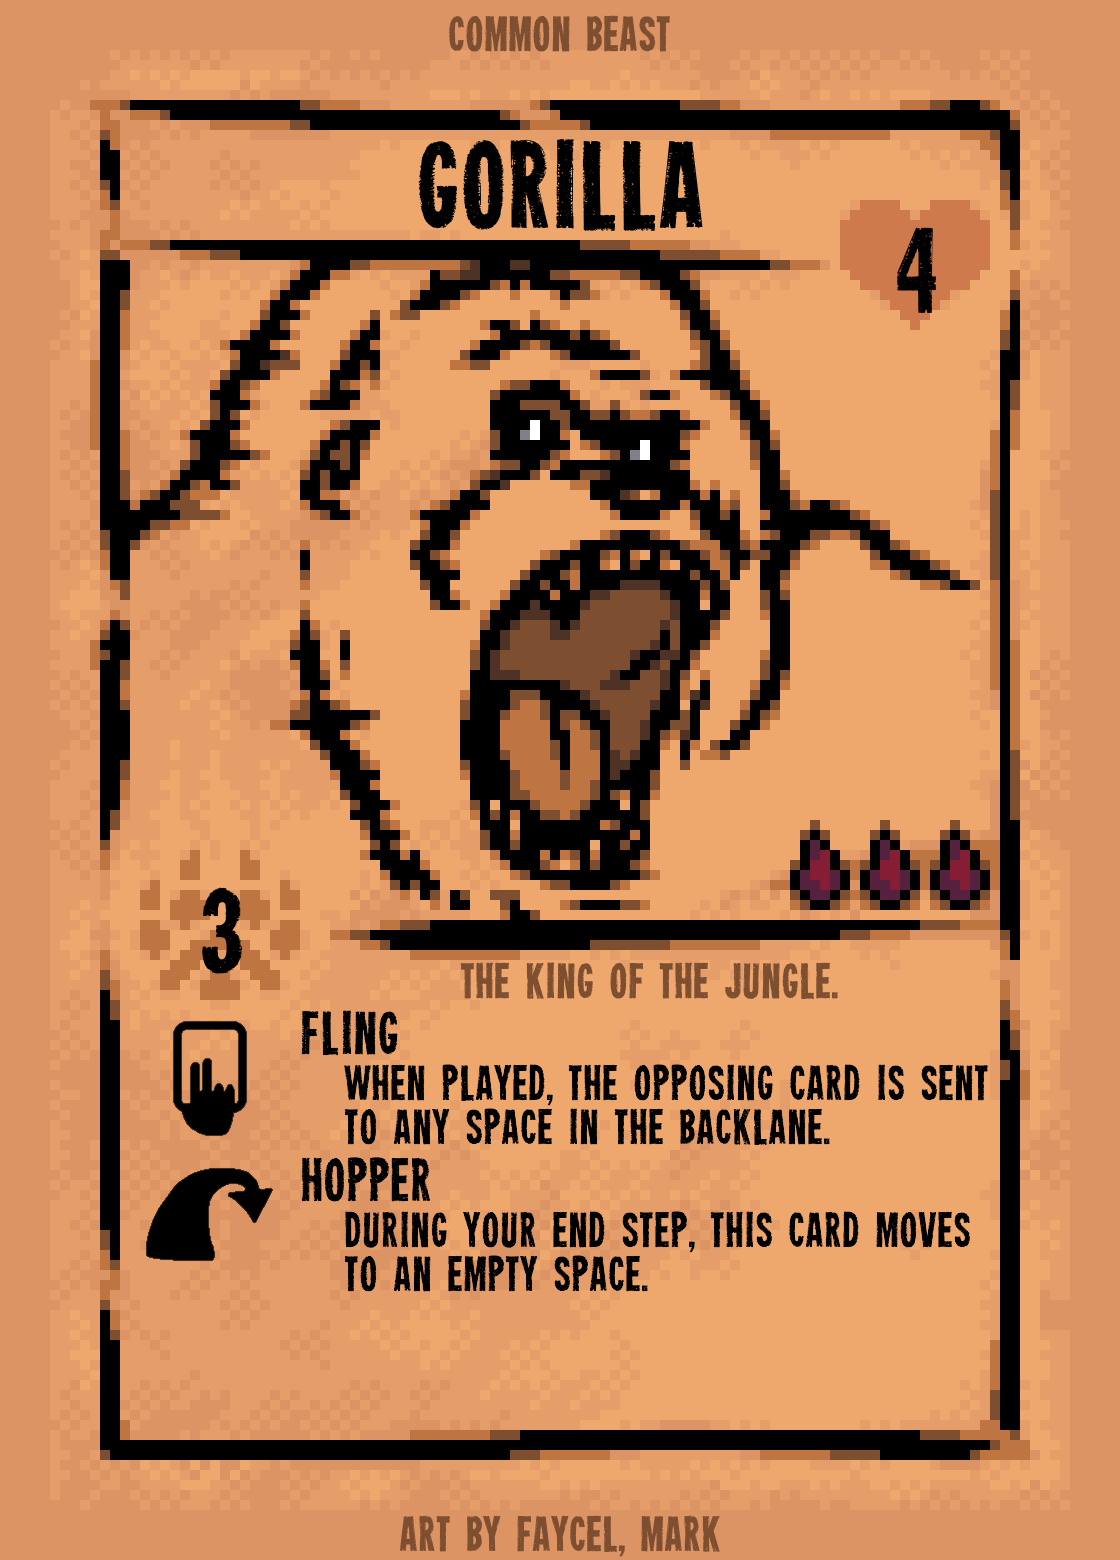 COMMON BEAST
GORILLA
4
3
THE KING OF THE JUNGLE.
FLING
WHEN PLAYED, THE OPPOSING CARD IS SENT
TO ANY SPACE IN THE BACKLANE.
HOPPER
DURING YOUR END STEP, THIS CARD MOVES
TO AN EMPTY SPACE.
ART BY FAYCEL, MARK